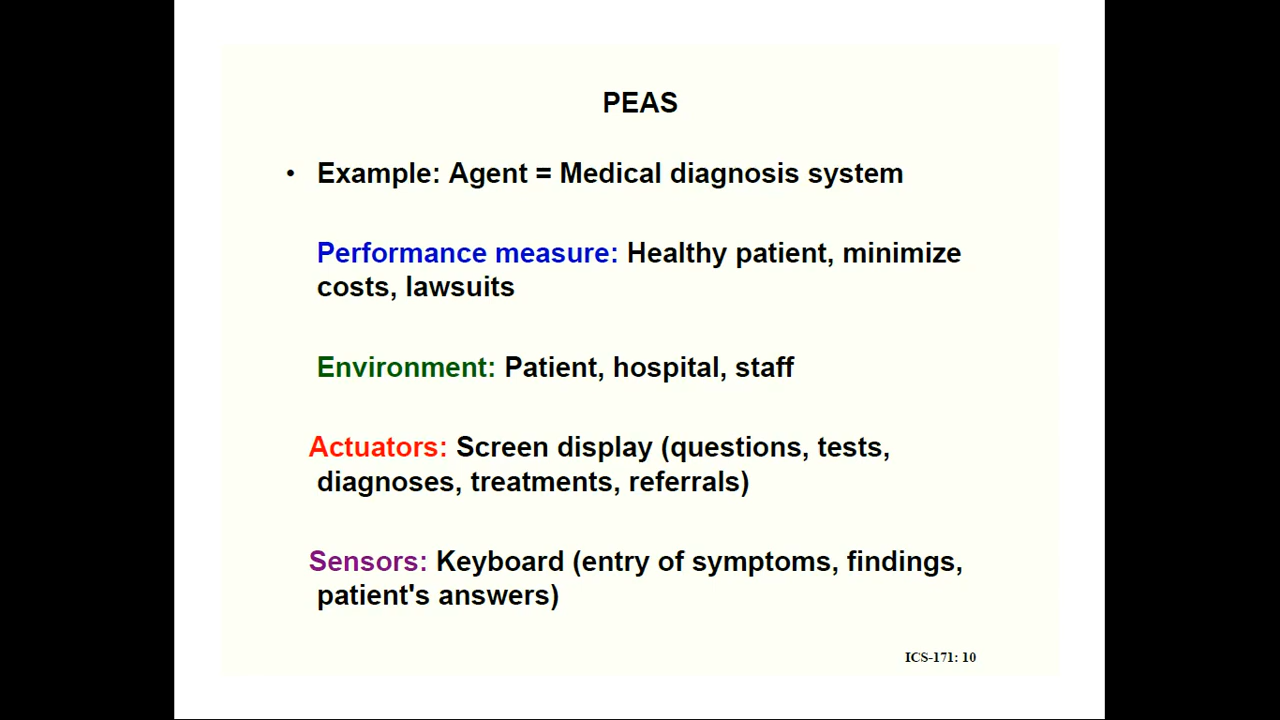 PEAS
• Example: Agent = Medical diagnosis system
Performance measure: Healthy patient, minimize
costs, lawsuits
Environment: Patient, hospital, staff
Actuators: Screen display (questions, tests,
diagnoses, treatments, referrals)
Sensors: Keyboard (entry of symptoms, findings,
patient's answers)
ICS-171: 10